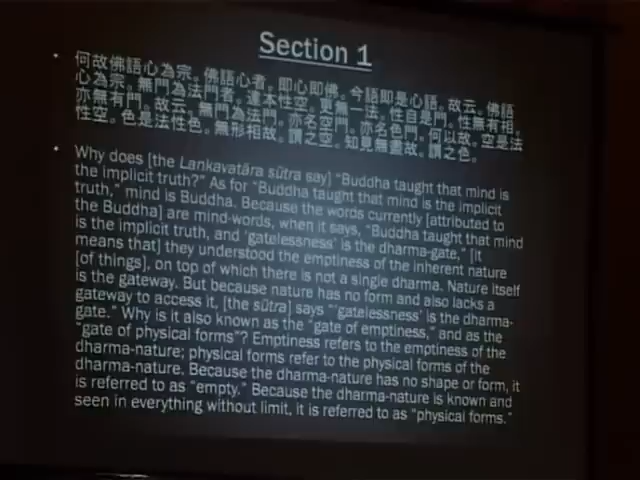 Section 1
• 何故佛語心為宗。佛語心者。即心即佛。今語即是心語。故云。佛語
心為宗。無門為法門者。達本性空。更無一法。性自是門。性無有相。
亦無有門。故云。無門為法門。亦名空門。亦名色門。何以故。空是法
性空。色是法性色。無形相故。謂之空。知見無盡故。謂之色。
• Why does [the Lankavatāra sūtra say] “Buddha taught that mind is
the implicit truth?” As for “Buddha taught that mind is the implicit
truth,” mind is Buddha. Because the words currently [attributed to
the Buddha] are mind-words, when it says, “Buddha taught that mind
is the implicit truth, and ‘gatelessness’ is the dharma-gate,” [it
means that] they understood the emptiness of the inherent nature
[of things], on top of which there is not a single dharma. Nature itself
is the gateway. But because nature has no form and also lacks a
gateway to access it, [the sūtra] says “‘gatelessness’ is the dharma-
gate.” Why is it also known as the “gate of emptiness,” and as the
“gate of physical forms”? Emptiness refers to the emptiness of the
dharma-nature; physical forms refer to the physical forms of the
dharma-nature. Because the dharma-nature has no shape or form, it
is referred to as “empty.” Because the dharma-nature is known and
seen in everything without limit, it is referred to as “physical forms.”